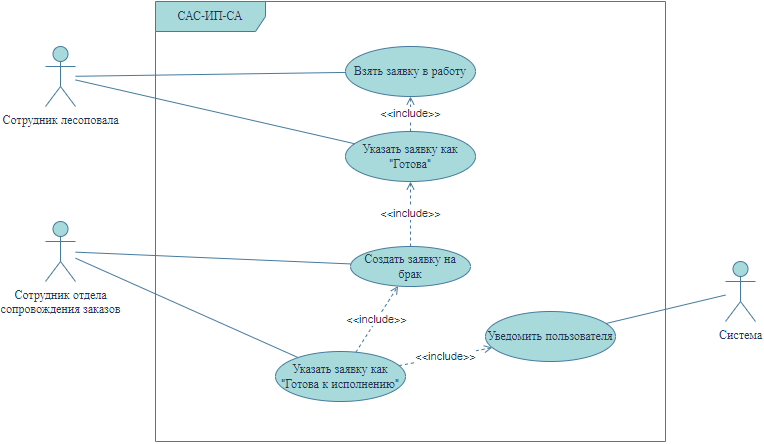 САС-ИП-СА
Взять заявку в работу
Сотрудник лесоповала
<<include>>
Указать заявку как
"Готова"
<<include>>
Создать заявку на
брак
Сотрудник отдела
сопровождения заказов
<<include>>
Уведомить пользователя
Система
<<include>>
Указать заявку как
"Готова к исполнению"